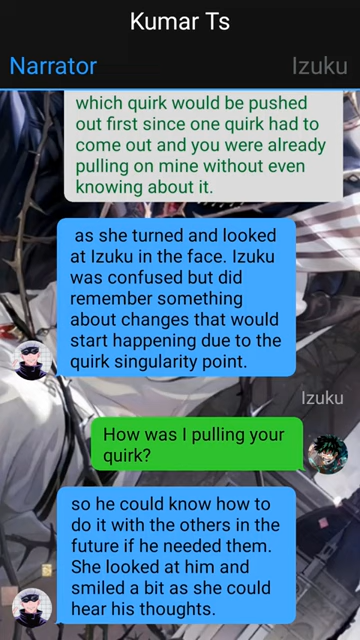 Kumar Ts
Narrator
Izuku
which quirk would be pushed
out first since one quirk had to
come out and you were already
pulling on mine without even
knowing about it.
as she turned and looked
at Izuku in the face. Izuku
was confused but did
remember something
about changes that would
start happening due to the
quirk singularity point.
Izuku
How was I pulling your
quirk?
so he could know how to
do it with the others in the
future if he needed them.
She looked at him and
smiled a bit as she could
hear his thoughts.